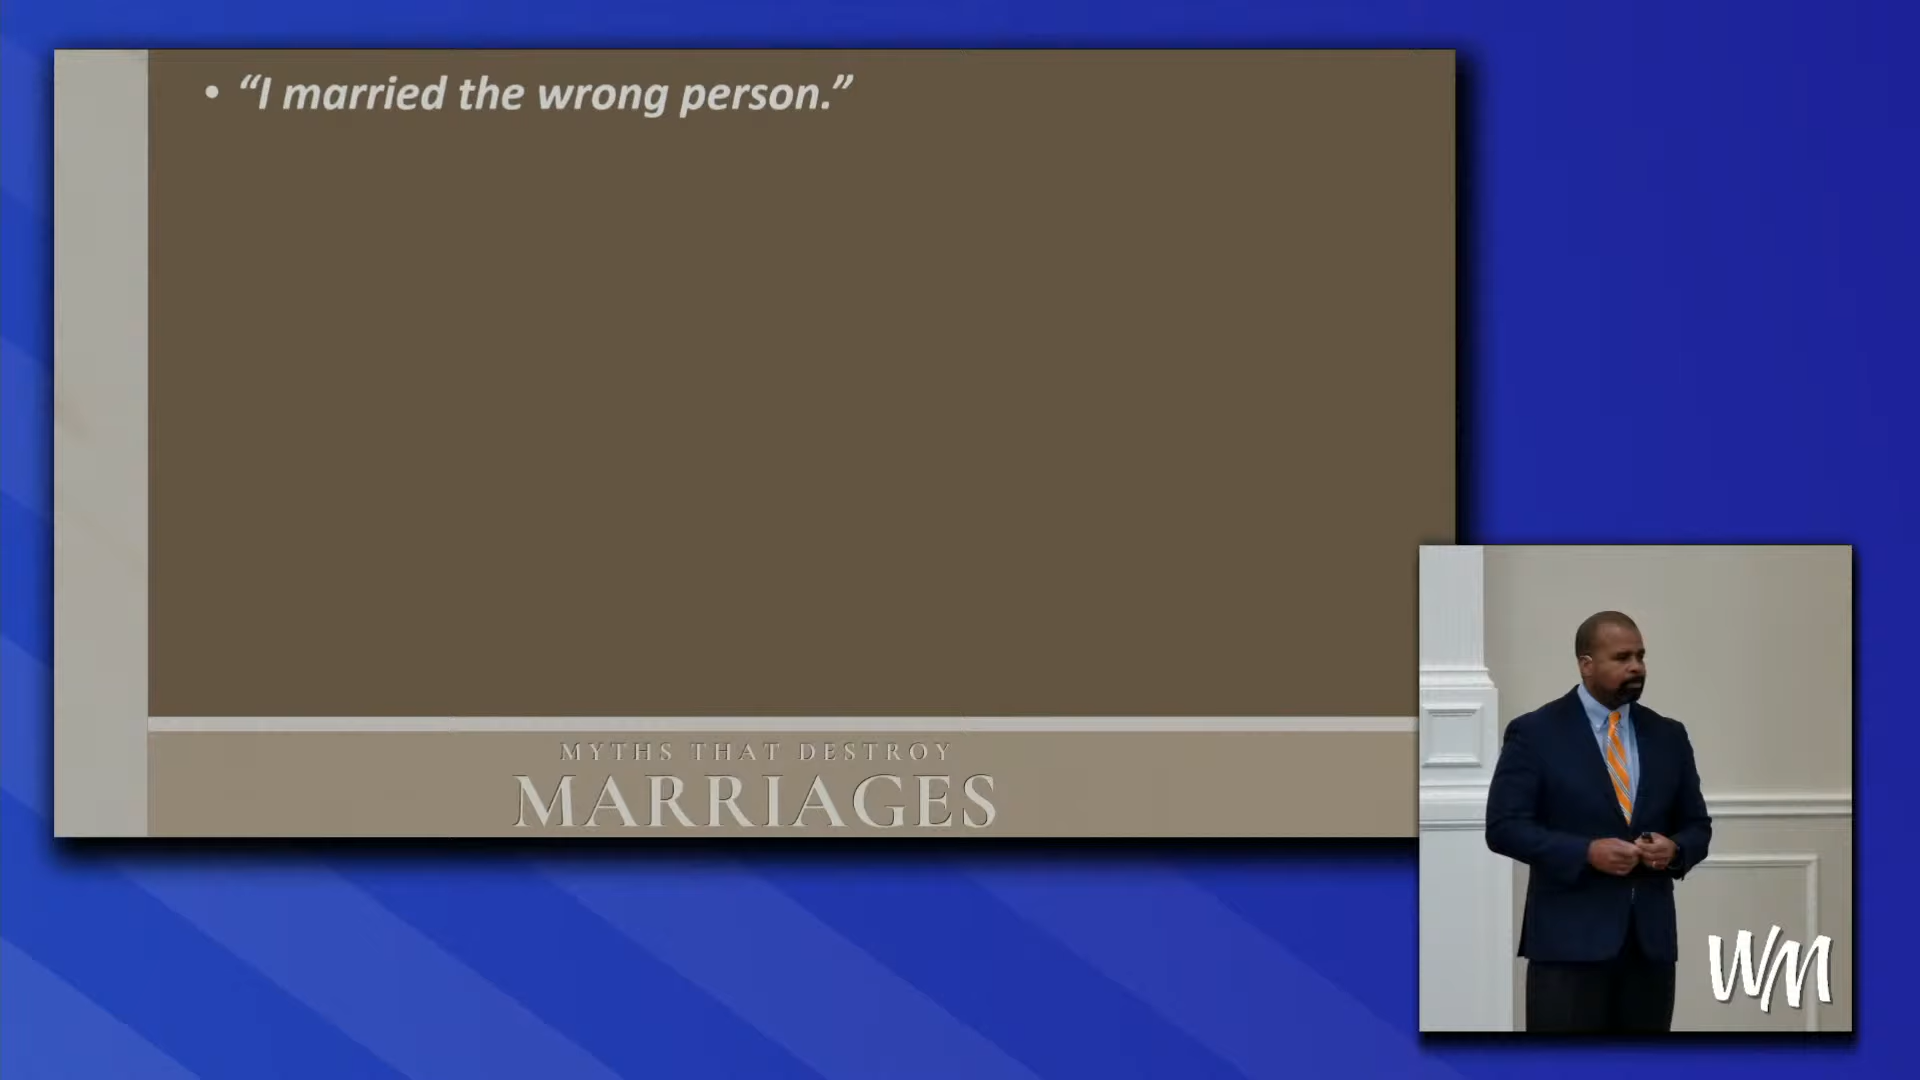 • “I married the wrong person.”
MYTHS THAT DESTROY
MARRIAGES
WM